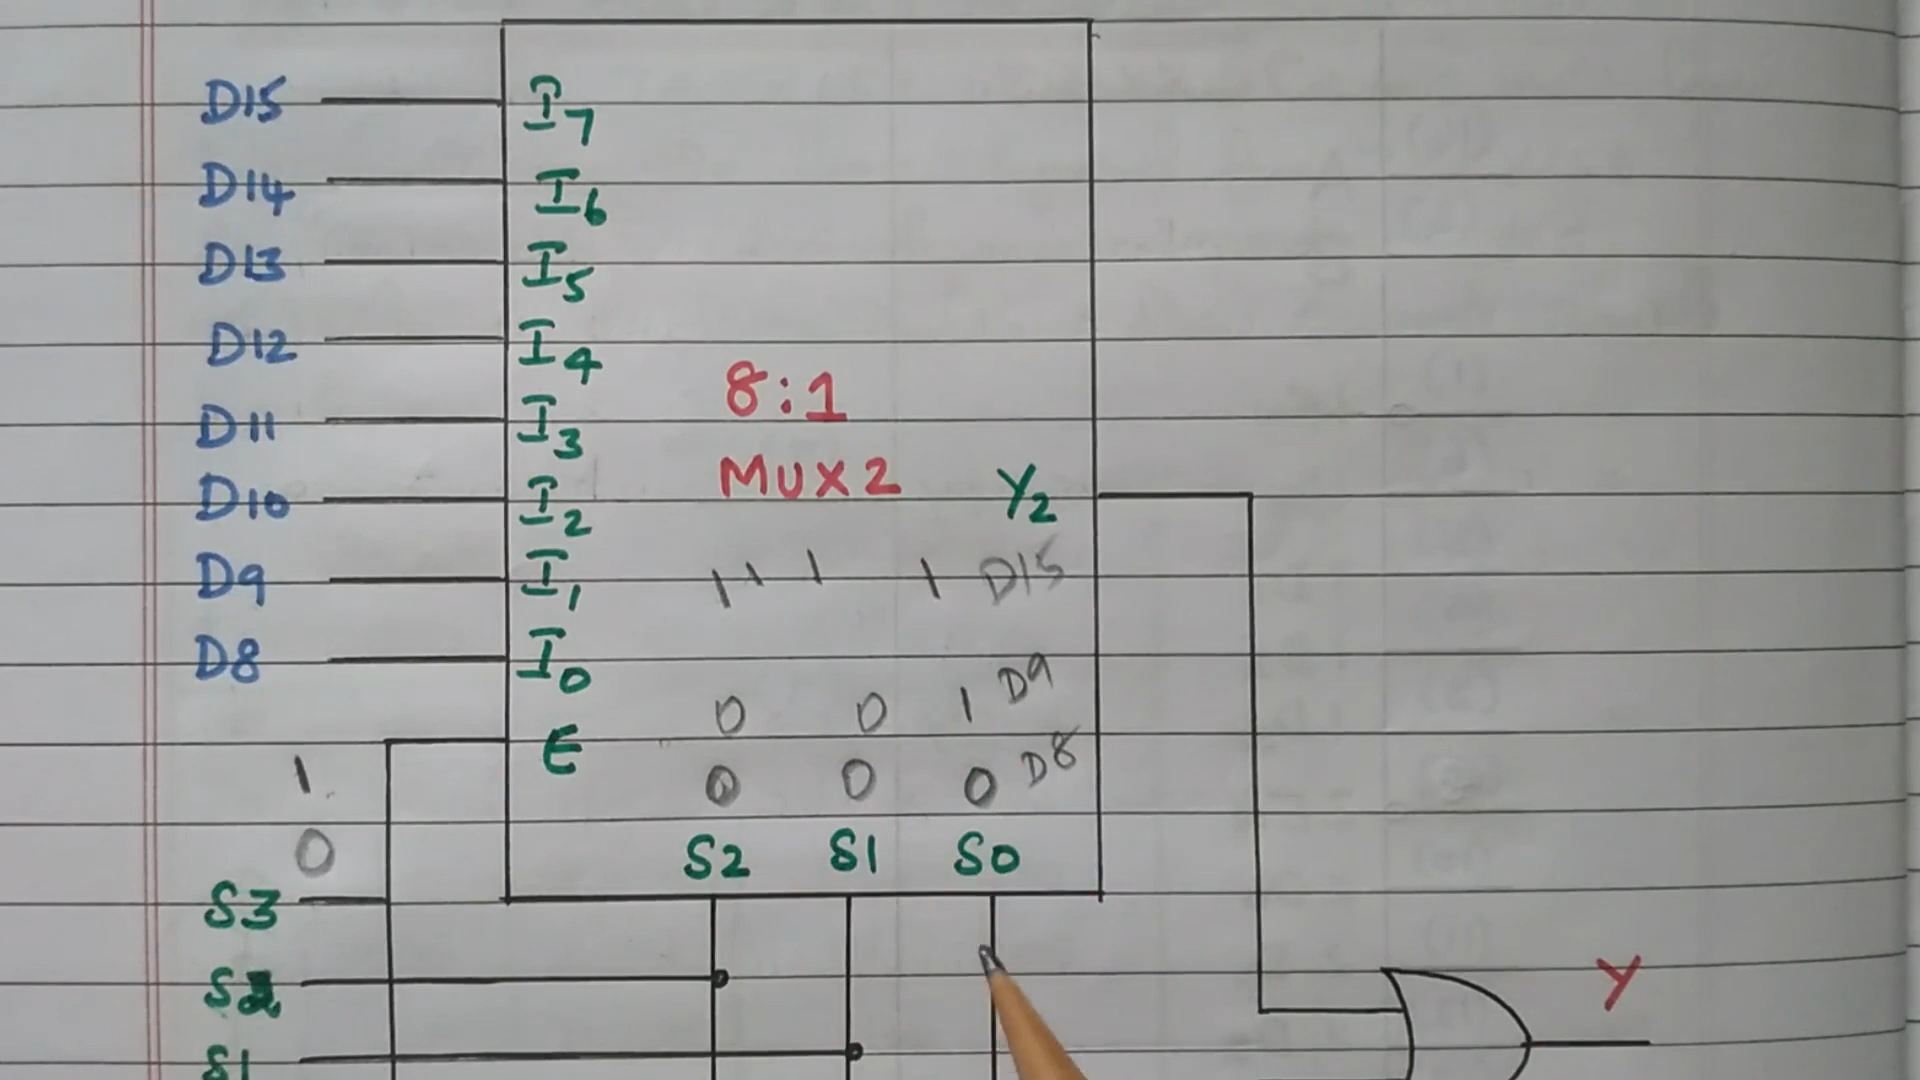 D15 I7
D14 I6
D13 I5
D12 I4
8:1
D11 I3
MUX2
D10 I2 Y2
D9 I1 1 1 1 1 D15
D8 I0
0 0 1 D9
E
1 0 0 0 D8
0 S2 S1 S0
S3
S2 Y
S1